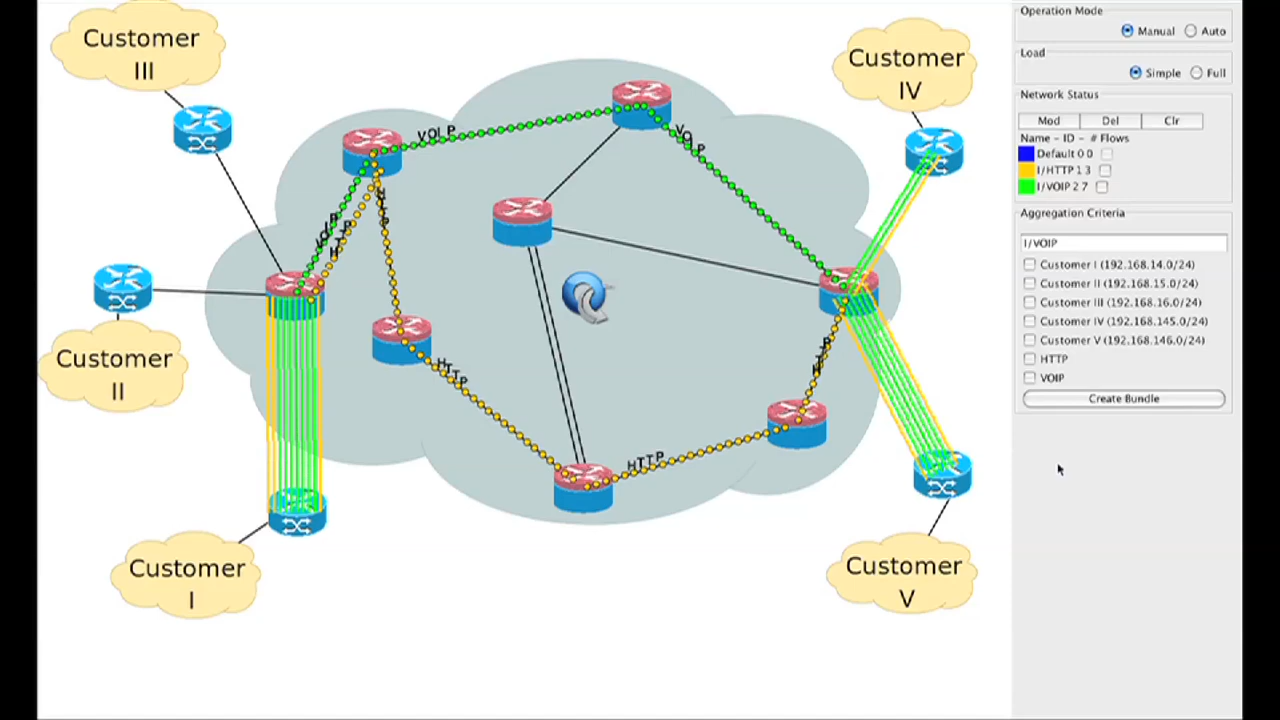 Customer
III
Customer
II
Customer
I
Customer
IV
Customer
V
VOIP
VOIP
VOIP
HTTP
HTTP
HTTP
HTTP
HTTP
Operation Mode
Manual Auto
Load
Simple Full
Network Status
Mod Del Clr
Name - ID - # Flows
Default 0 0
I/HTTP 1 3
I/VOIP 2 7
Aggregation Criteria
I/VOIP
Customer I (192.168.14.0/24)
Customer II (192.168.15.0/24)
Customer III (192.168.16.0/24)
Customer IV (192.168.145.0/24)
Customer V (192.168.146.0/24)
HTTP
VOIP
Create Bundle